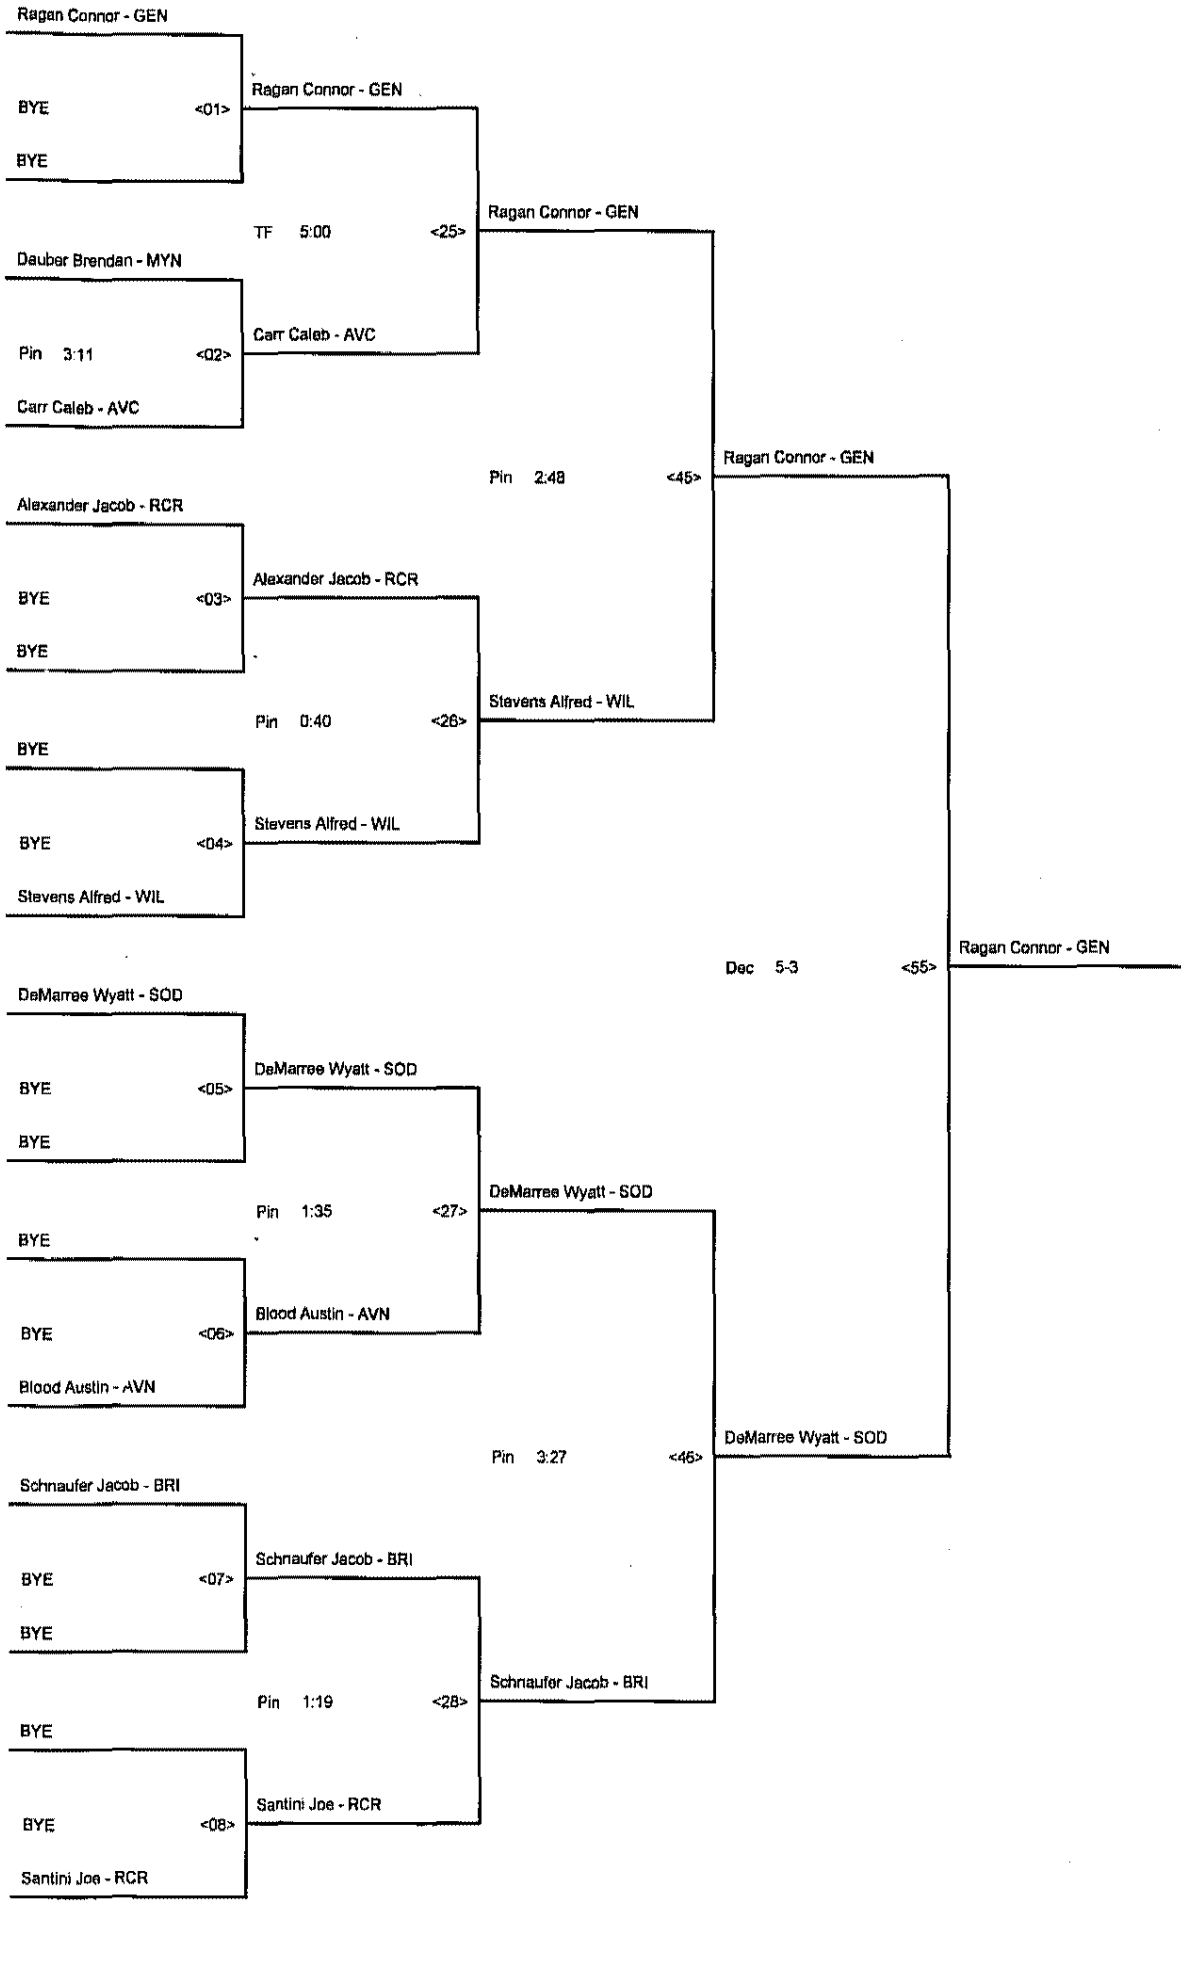 Ragan Connor - GEN
BYE <01>
BYE
Ragan Connor - GEN
TF 5:00 <25>
Dauber Brendan - MYN
Pin 3:11 <02>
Carr Caleb - AVC
Carr Caleb - AVC
Ragan Connor - GEN
Pin 2:48 <45>
Alexander Jacob - RCR
BYE <03>
BYE
Alexander Jacob - RCR
Pin 0:40 <26>
BYE
BYE <04>
Stevens Alfred - WIL
Stevens Alfred - WIL
Stevens Alfred - WIL
Ragan Connor - GEN
Dec 5-3 <55>
Ragan Connor - GEN
DeMarree Wyatt - SOD
BYE <05>
BYE
DeMarree Wyatt - SOD
Pin 1:35 <27>
BYE
BYE <06>
Blood Austin - AVN
Blood Austin - AVN
DeMarree Wyatt - SOD
Pin 3:27 <46>
DeMarree Wyatt - SOD
Schnaufer Jacob - BRI
BYE <07>
BYE
Schnaufer Jacob - BRI
Pin 1:19 <28>
BYE
BYE <08>
Santini Joe - RCR
Santini Joe - RCR
Schnaufer Jacob - BRI